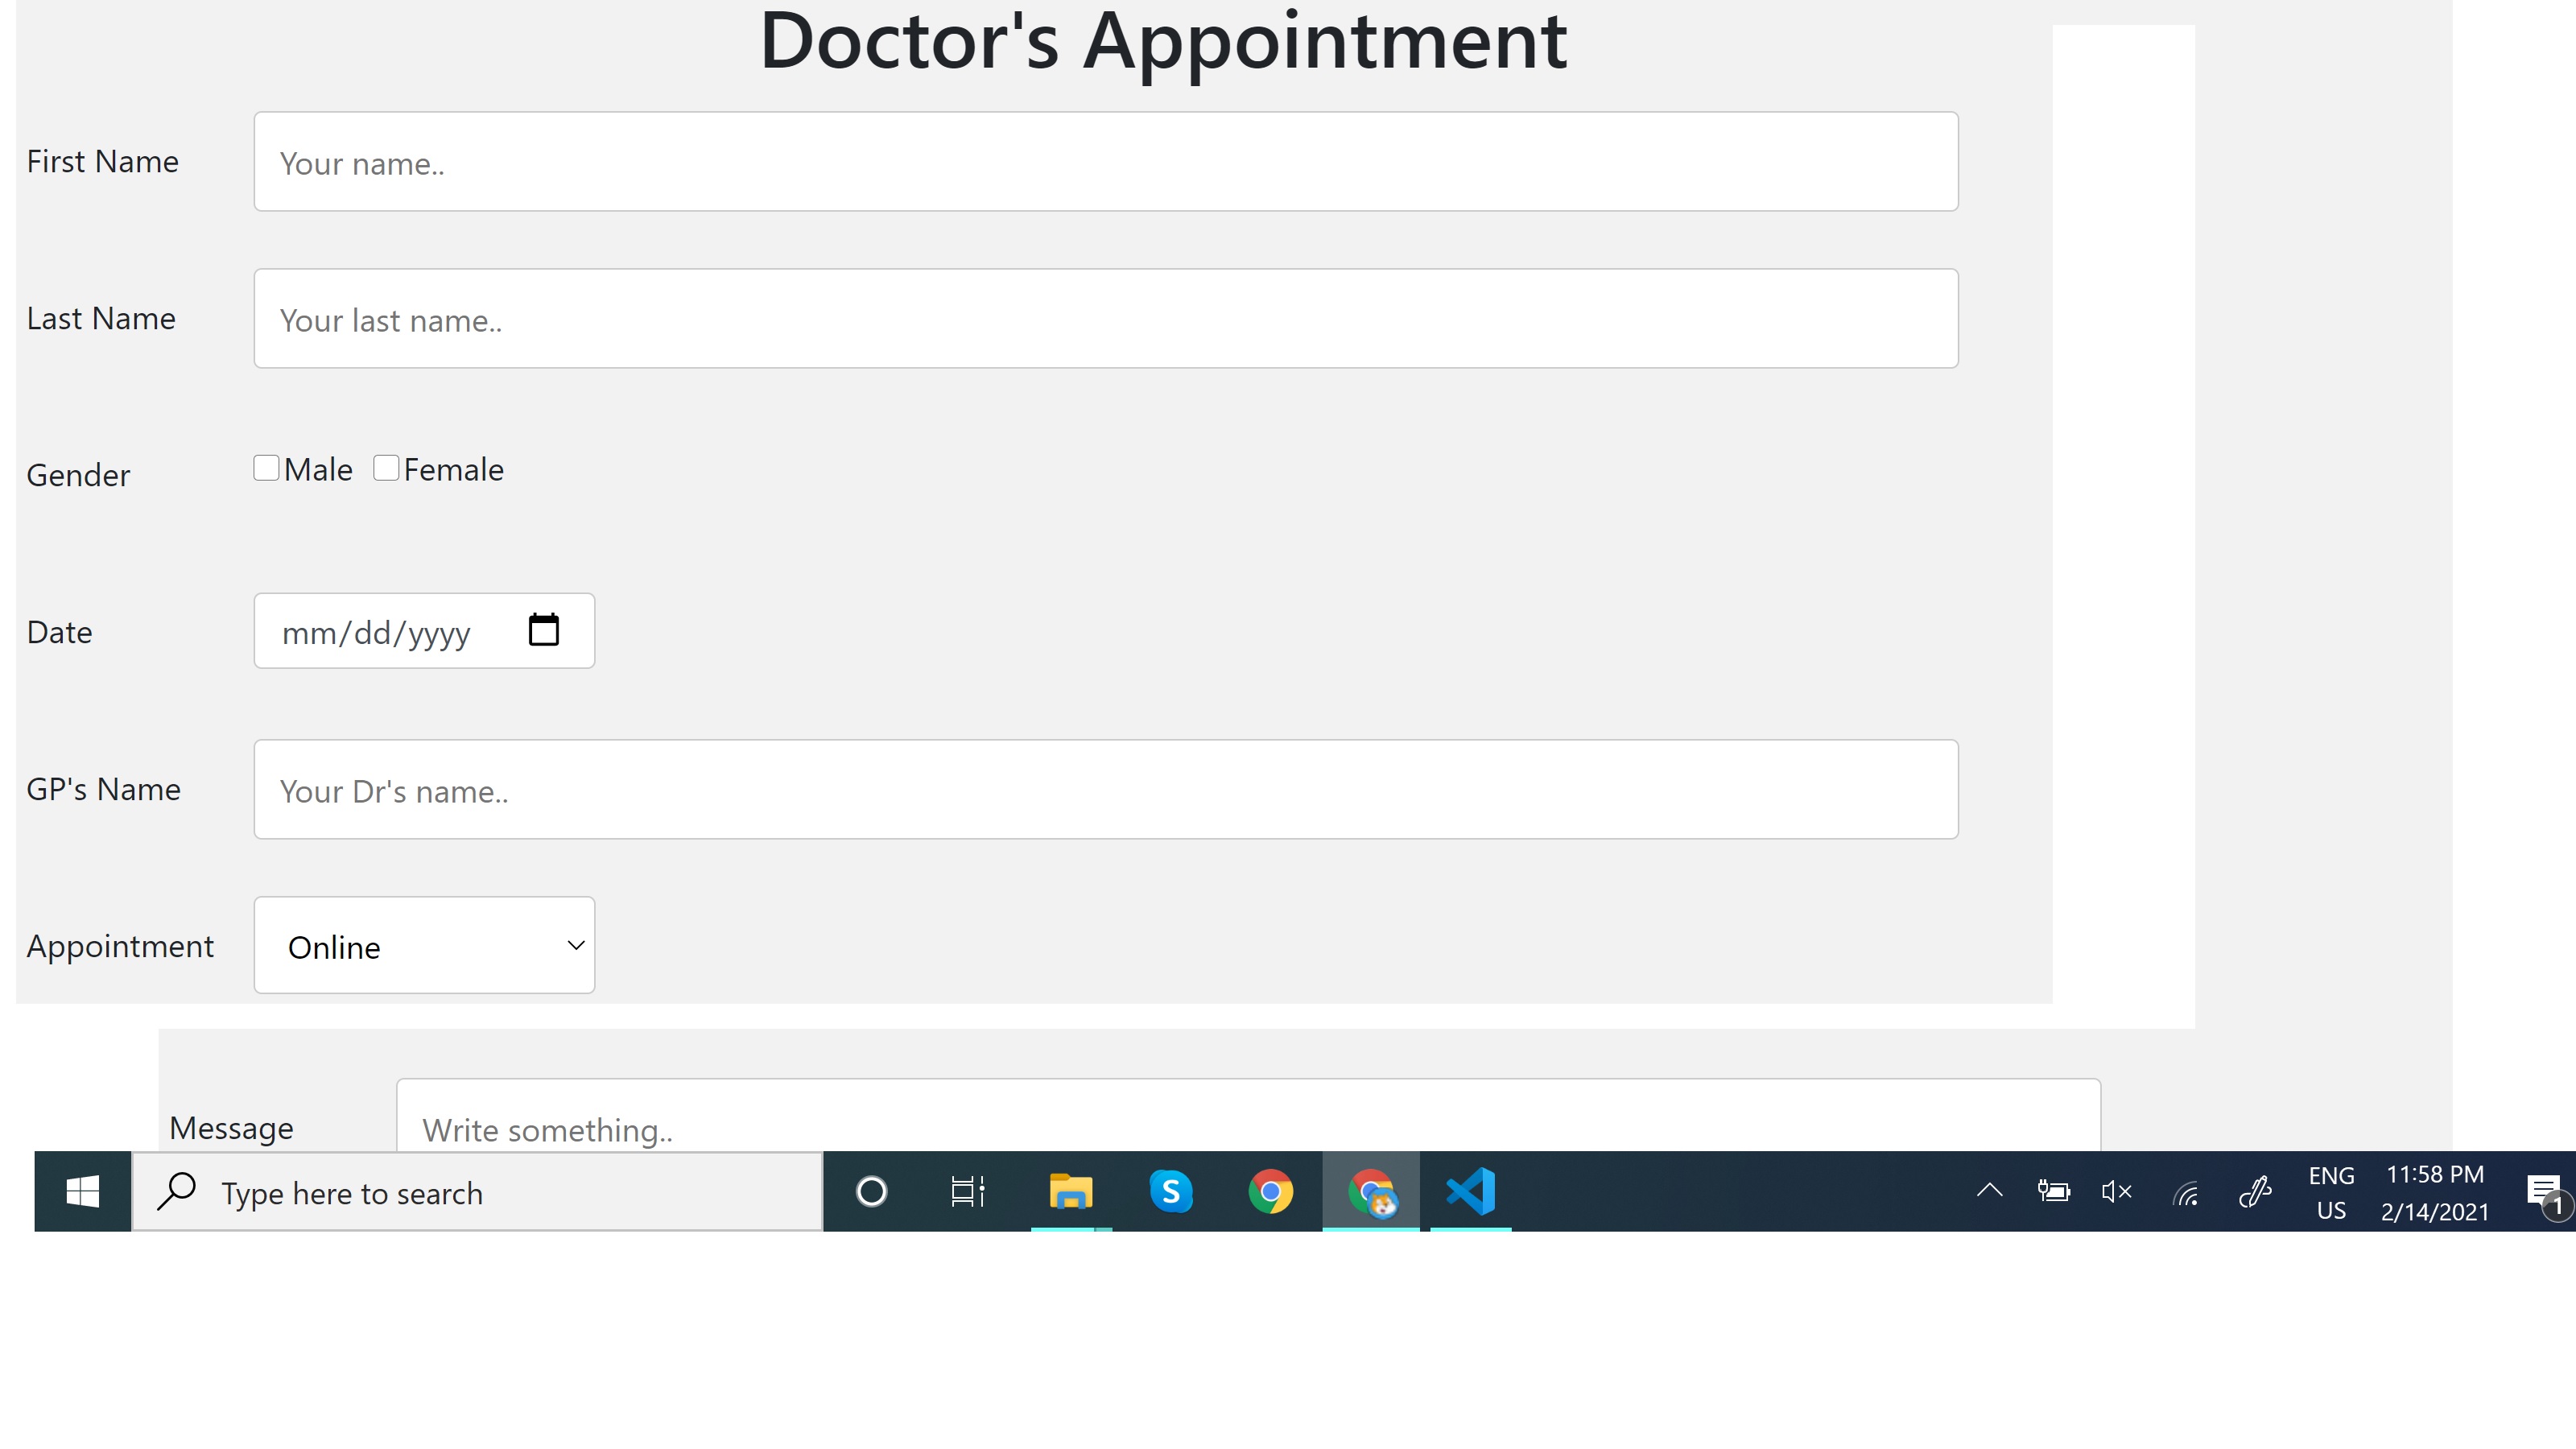 Doctor's Appointment
First Name Your name..
Last Name Your last name..
Gender Male Female
Date mm/dd/yyyy
GP's Name Your Dr's name..
Appointment Online
Message Write something..
Type here to search S ENG US 11:58 PM 2/14/2021 1